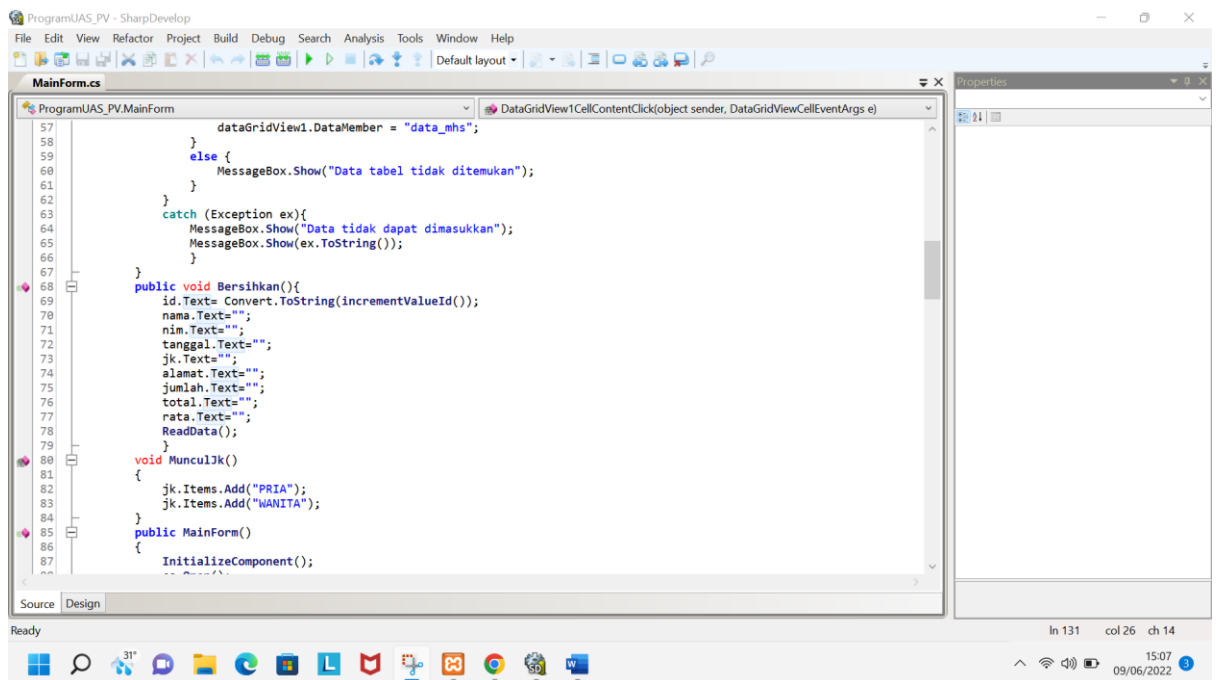 ProgramUAS_PV - SharpDevelop
File Edit View Refactor Project Build Debug Search Analysis Tools Window Help
Default layout
MainForm.cs
Properties
ProgramUAS_PV.MainForm
DataGridView1CellContentClick(object sender, DataGridViewCellEventArgs e)
57 dataGridView1.DataMember = "data_mhs";
58 }
59 else {
60 MessageBox.Show("Data tabel tidak ditemukan");
61 }
62 }
63 catch (Exception ex){
64 MessageBox.Show("Data tidak dapat dimasukkan");
65 MessageBox.Show(ex.ToString());
66 }
67 }
68 public void Bersihkan(){
69 id.Text= Convert.ToString(incrementValueId());
70 nama.Text="";
71 nim.Text="";
72 tanggal.Text="";
73 jk.Text="";
74 alamat.Text="";
75 jumlah.Text="";
76 total.Text="";
77 rata.Text="";
78 ReadData();
79 }
80 void MunculJk()
81 {
82 jk.Items.Add("PRIA");
83 jk.Items.Add("WANITA");
84 }
85 public MainForm()
86 {
87 InitializeComponent();
Source Design
Ready
ln 131 col 26 ch 14
31°
15:07
09/06/2022
3